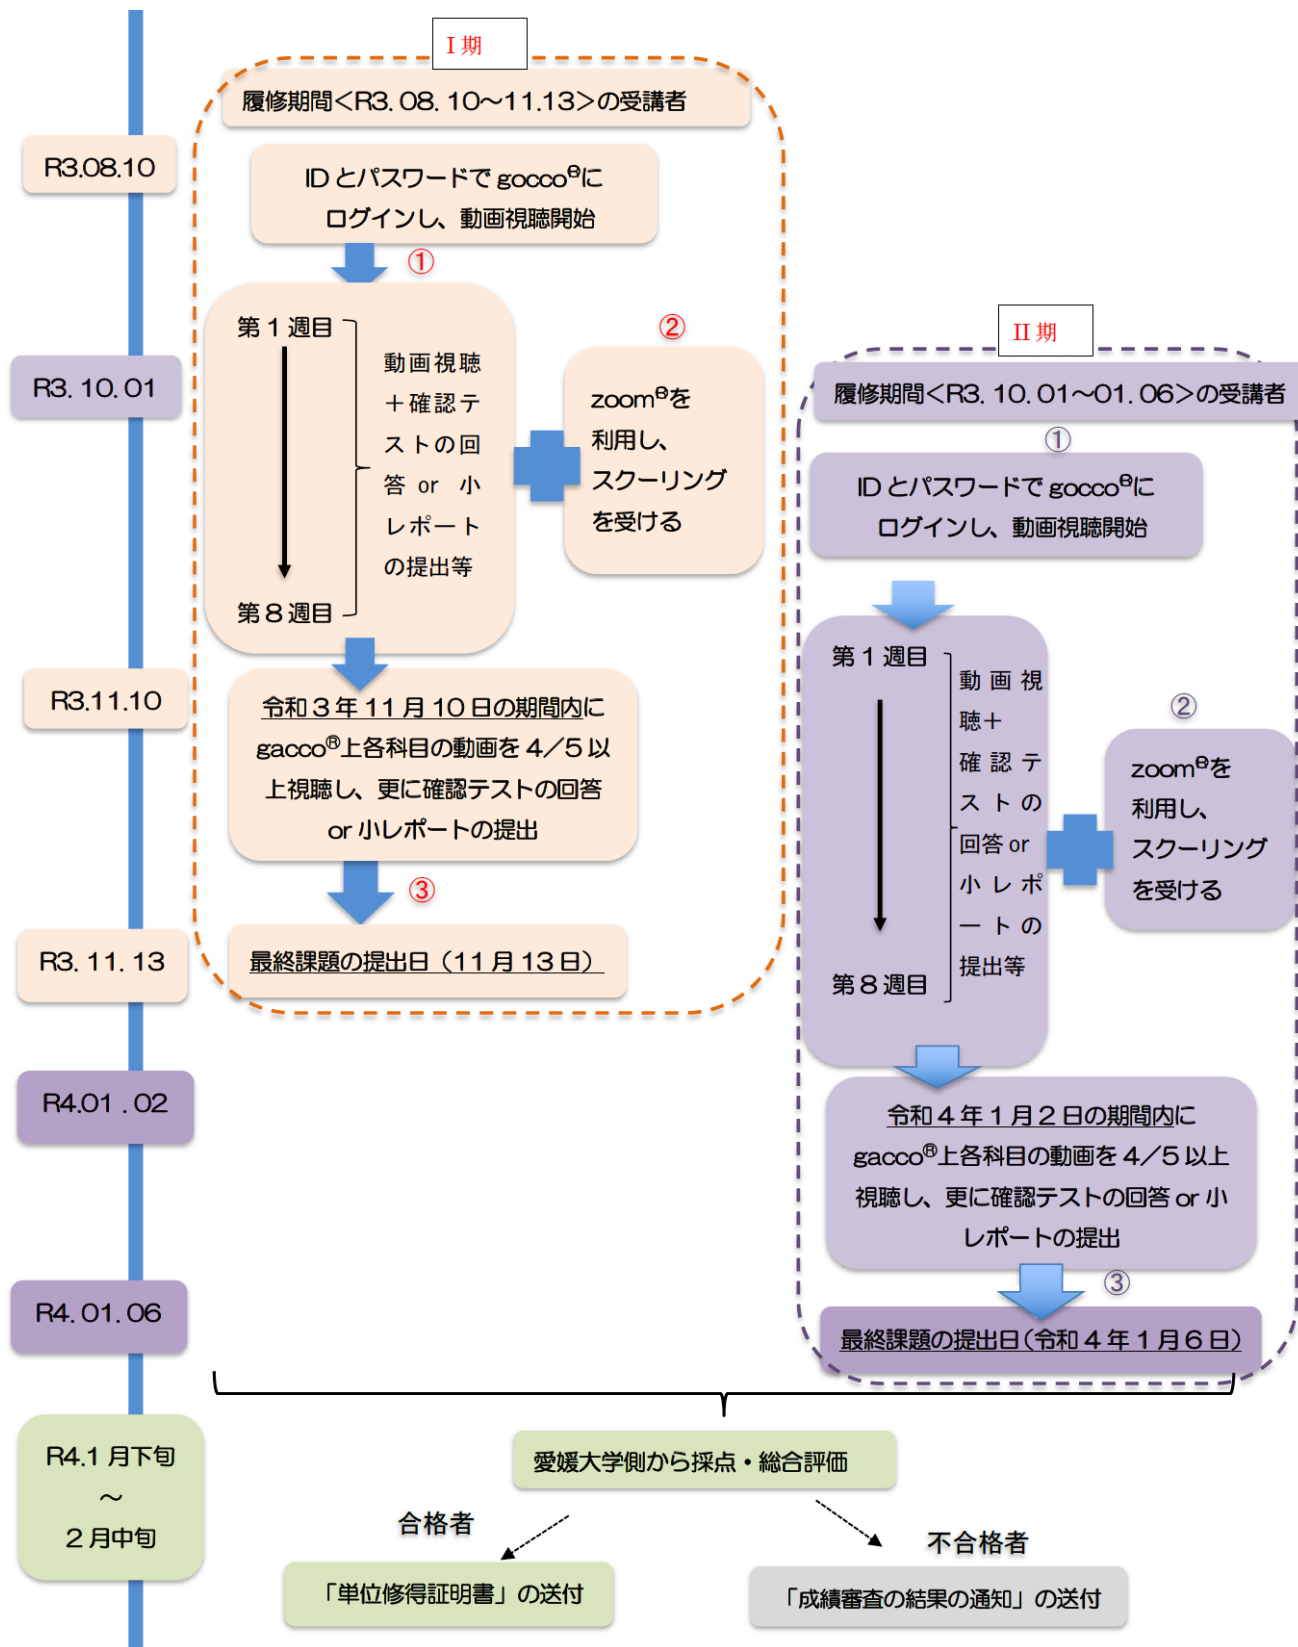 R3.08.10
R3.10.01
R3.11.10
R3.11.13
R4.01.02
R4.01.06
R4.1月下旬
～
2月中旬
I 期
履修期間<R3.08.10～11.13>の受講者
IDとパスワードでgocco®に
ログインし、動画視聴開始
①
第1週目
第8週目
動画視聴
＋確認テ
ストの回
答 or 小
レポート
の提出等
②
zoom®を
利用し、
スクーリング
を受ける
令和3年11月10日の期間内に
gacco®上各科目の動画を4／5以
上視聴し、更に確認テストの回答
or小レポートの提出
③
最終課題の提出日（11月13日）
II 期
履修期間<R3.10.01～01.06>の受講者
①
IDとパスワードでgocco®に
ログインし、動画視聴開始
第1週目
第8週目
動画視
聴＋
確認テ
ストの
回答 or
小レポ
ートの
提出等
②
zoom®を
利用し、
スクーリング
を受ける
令和4年1月2日の期間内に
gacco®上各科目の動画を4／5以上
視聴し、更に確認テストの回答or小
レポートの提出
③
最終課題の提出日（令和4年1月6日）
愛媛大学側から採点・総合評価
合格者
不合格者
「単位修得証明書」の送付
「成績審査の結果の通知」の送付